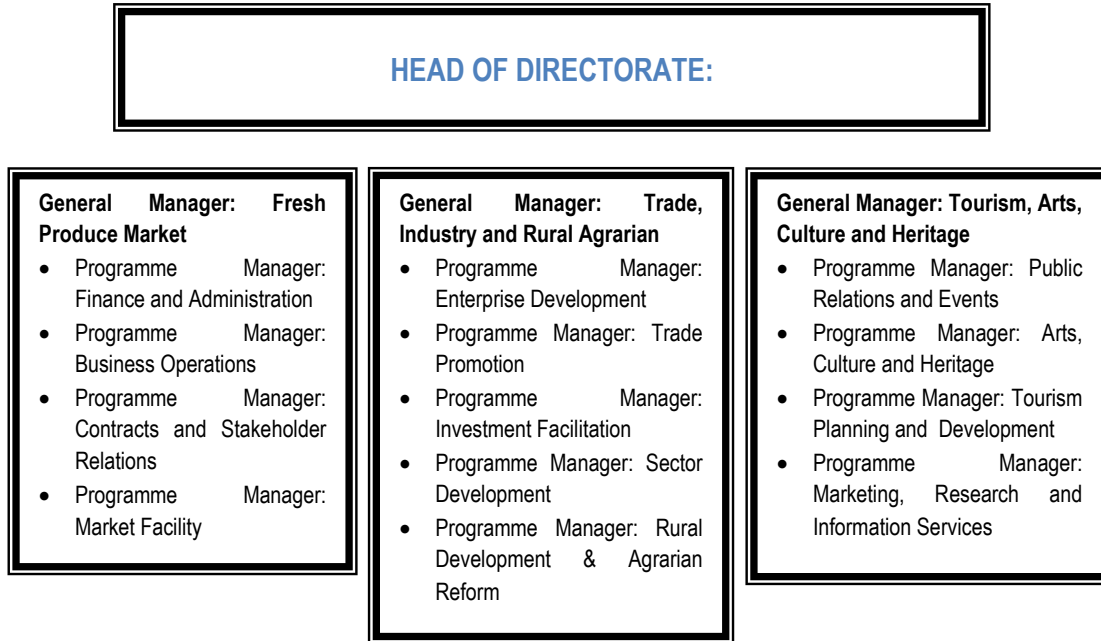 HEAD OF DIRECTORATE:
General Manager: Fresh
Produce Market
• Programme Manager:
Finance and Administration
• Programme Manager:
Business Operations
• Programme Manager:
Contracts and Stakeholder
Relations
• Programme Manager:
Market Facility
General Manager: Trade,
Industry and Rural Agrarian
• Programme Manager:
Enterprise Development
• Programme Manager: Trade
Promotion
• Programme Manager:
Investment Facilitation
• Programme Manager: Sector
Development
• Programme Manager: Rural
Development & Agrarian
Reform
General Manager: Tourism, Arts,
Culture and Heritage
• Programme Manager: Public
Relations and Events
• Programme Manager: Arts,
Culture and Heritage
• Programme Manager: Tourism
Planning and Development
• Programme Manager:
Marketing, Research and
Information Services